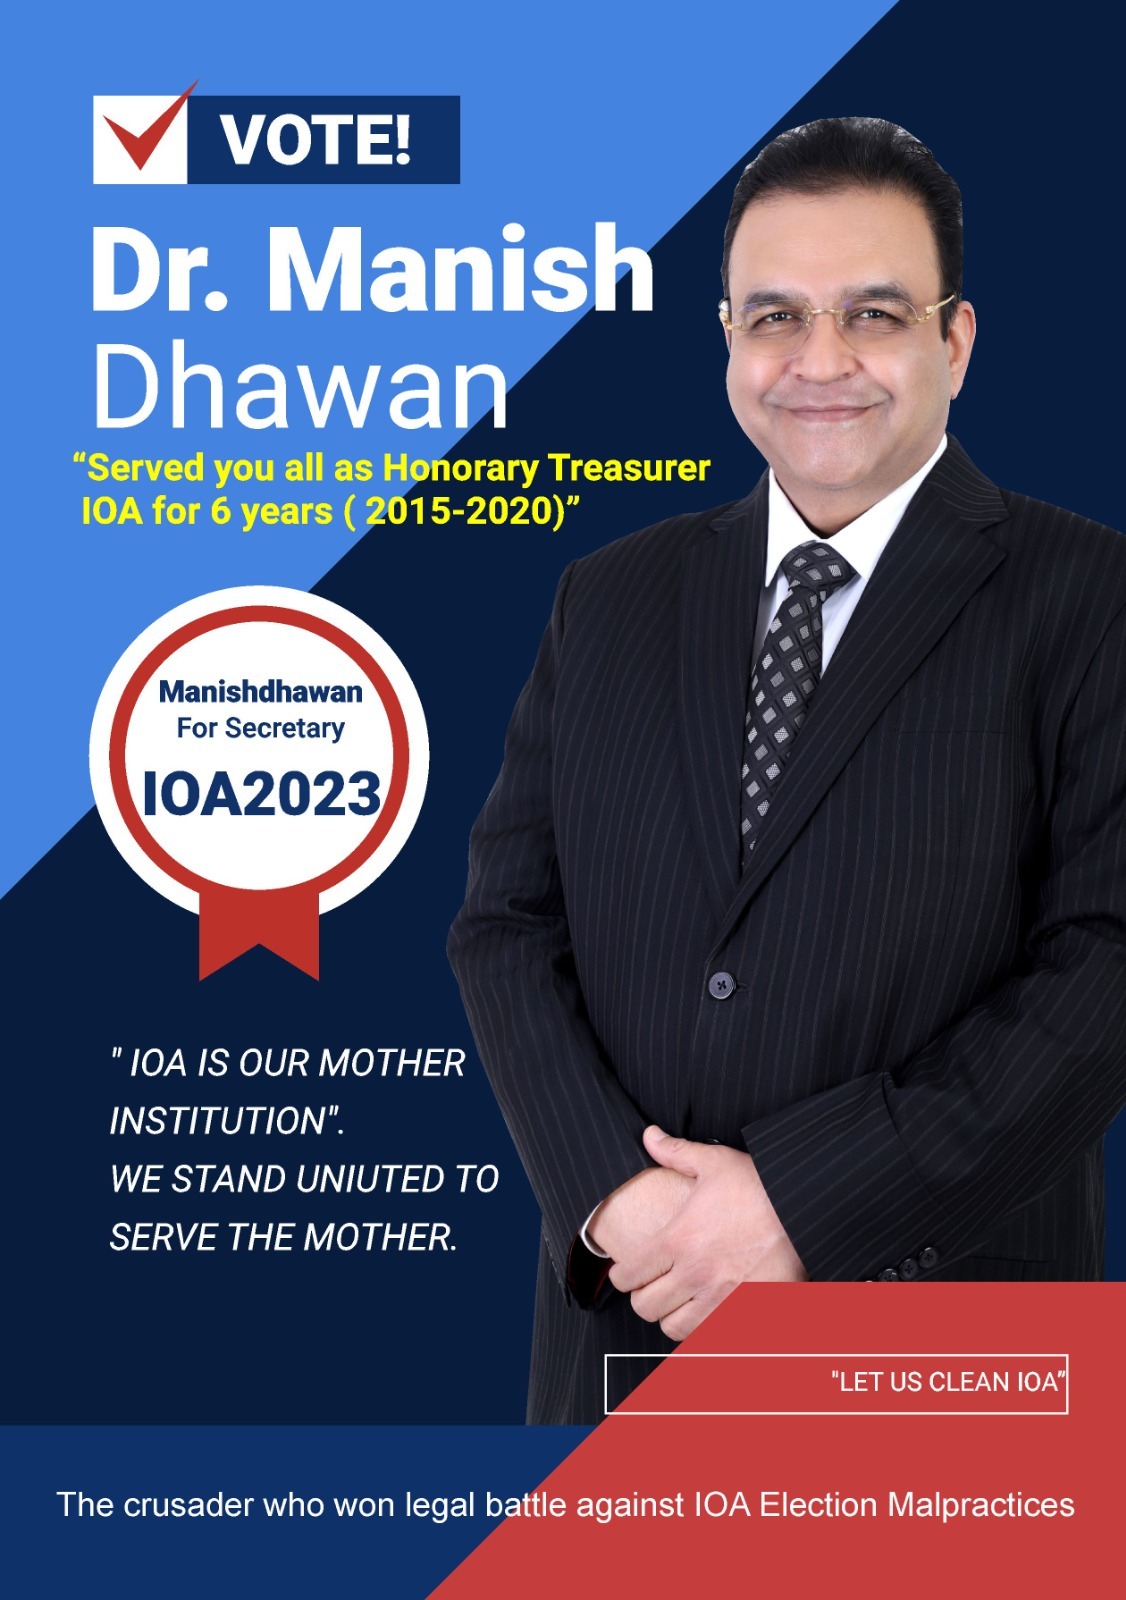 VOTE!
Dr. Manish
Dhawan
“Served you all as Honorary Treasurer
IOA for 6 years ( 2015-2020)”
Manishdhawan
For Secretary
IOA2023
" IOA IS OUR MOTHER
INSTITUTION".
WE STAND UNIUTED TO
SERVE THE MOTHER.
"LET US CLEAN IOA”
The crusader who won legal battle against IOA Election Malpractices